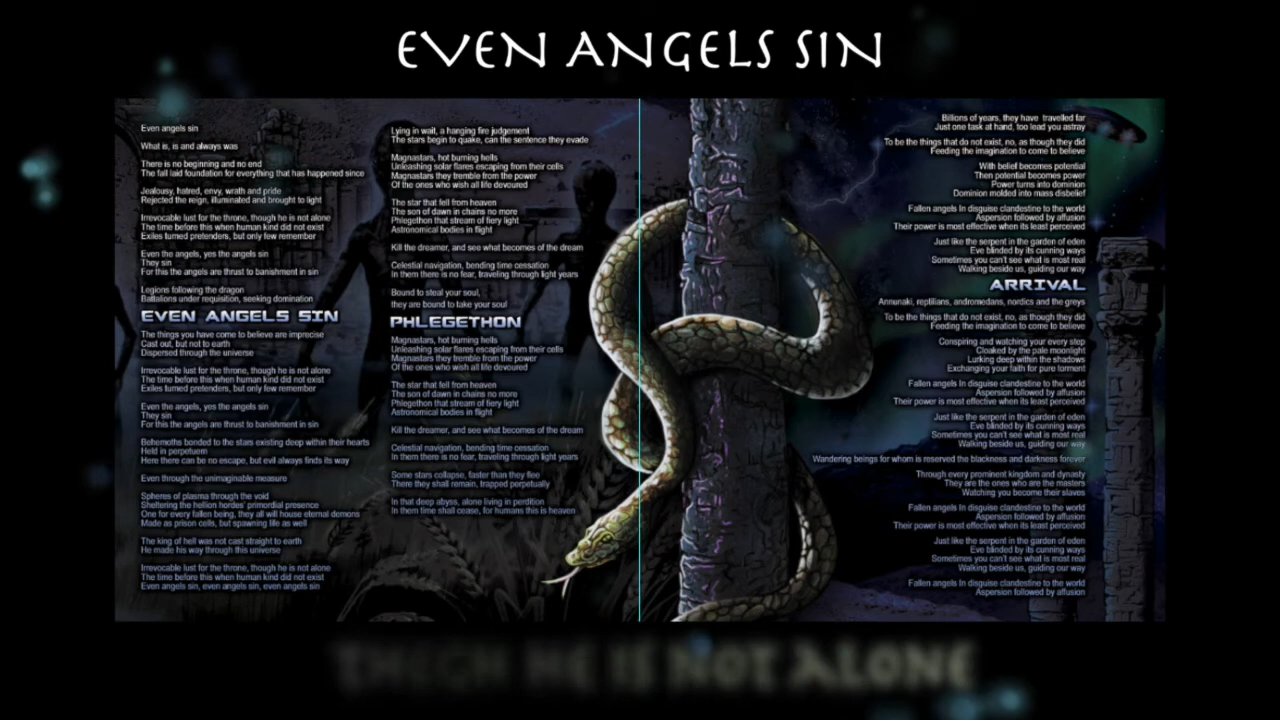 EVEN ANGELS SIN
Even angels sin
What is, is and always was
There is no beginning and no end
The fall laid foundation for everything that has happened since
Jealousy, hatred, envy, wrath and pride
Rejected the reign, illuminated and brought to light
Irrevocable lust for the throne, though he is not alone
The time before this when human kind did not exist
Exiles turned pretenders, but only few remember
Even the angels, yes the angels sin
They sin
For this the angels are thrust to banishment in sin
Legions following the dragon
Battalions under requisition, seeking domination
EVEN ANGELS SIN
The things you have come to believe are imprecise
Cast out, but not to earth
Dispersed through the universe
Irrevocable lust for the throne, though he is not alone
The time before this when human kind did not exist
Exiles turned pretenders, but only few remember
Even the angels, yes the angels sin
They sin
For this the angels are thrust to banishment in sin
Behemoths bonded to the stars existing deep within their hearts
Held in perpetuem
Here there can be no escape, but evil always finds its way
Even through the unimaginable measure
Spheres of plasma through the void
Sheltering the hellion hordes' primordial presence
One for every fallen being, they all will house eternal demons
Made as prison cells, but spawning life as well
The king of hell was not cast straight to earth
He made his way through this universe
Irrevocable lust for the throne, though he is not alone
The time before this when human kind did not exist
Even angels sin, even angels sin, even angels sin
Lying in wait, a hanging fire judgement
The stars begin to quake, can the sentence they evade
Magnastars, hot burning hells
Unleashing solar flares escaping from their cells
Magnastars they tremble from the power
Of the ones who wish all life devoured
The star that fell from heaven
The son of dawn in chains no more
Phlegethon that stream of fiery light
Astronomical bodies in flight
Kill the dreamer, and see what becomes of the dream
Celestial navigation, bending time cessation
In them there is no fear, traveling through light years
Bound to steal your soul,
they are bound to take your soul
PHLEGETHON
Magnastars, hot burning hells
Unleashing solar flares escaping from their cells
Magnastars they tremble from the power
Of the ones who wish all life devoured
The star that fell from heaven
The son of dawn in chains no more
Phlegethon that stream of fiery light
Astronomical bodies in flight
Kill the dreamer, and see what becomes of the dream
Celestial navigation, bending time cessation
In them there is no fear, traveling through light years
Some stars collapse, faster than they flee
There they shall remain, trapped perpetually
In that deep abyss, alone living in perdition
In them time shall cease, for humans this is heaven
Billions of years, they have travelled far
Just one task at hand, too lead you astray
To be the things that do not exist, no, as though they did
Feeding the imagination to come to believe
With belief becomes potential
Then potential becomes power
Power turns into dominion
Dominion molded into mass disbelief
Fallen angels In disguise clandestine to the world
Aspersion followed by affusion
Their power is most effective when its least perceived
Just like the serpent in the garden of eden
Eve blinded by its cunning ways
Sometimes you can't see what is most real
Walking beside us, guiding our way
ARRIVAL
Annunaki, reptilians, andromedans, nordics and the greys
To be the things that do not exist, no, as though they did
Feeding the imagination to come to believe
Conspiring and watching your every step
Cloaked by the pale moonlight
Lurking deep within the shadows
Exchanging your faith for pure torment
Fallen angels In disguise clandestine to the world
Aspersion followed by affusion
Their power is most effective when its least perceived
Just like the serpent in the garden of eden
Eve blinded by its cunning ways
Sometimes you can't see what is most real
Walking beside us, guiding our way
Wandering beings for whom is reserved the blackness and darkness forever
Through every prominent kingdom and dynasty
They are the ones who are the masters
Watching you become their slaves
Fallen angels In disguise clandestine to the world
Aspersion followed by affusion
Their power is most effective when its least perceived
Just like the serpent in the garden of eden
Eve blinded by its cunning ways
Sometimes you can't see what is most real
Walking beside us, guiding our way
Fallen angels In disguise clandestine to the world
Aspersion followed by affusion
HE IS NOT ALONE